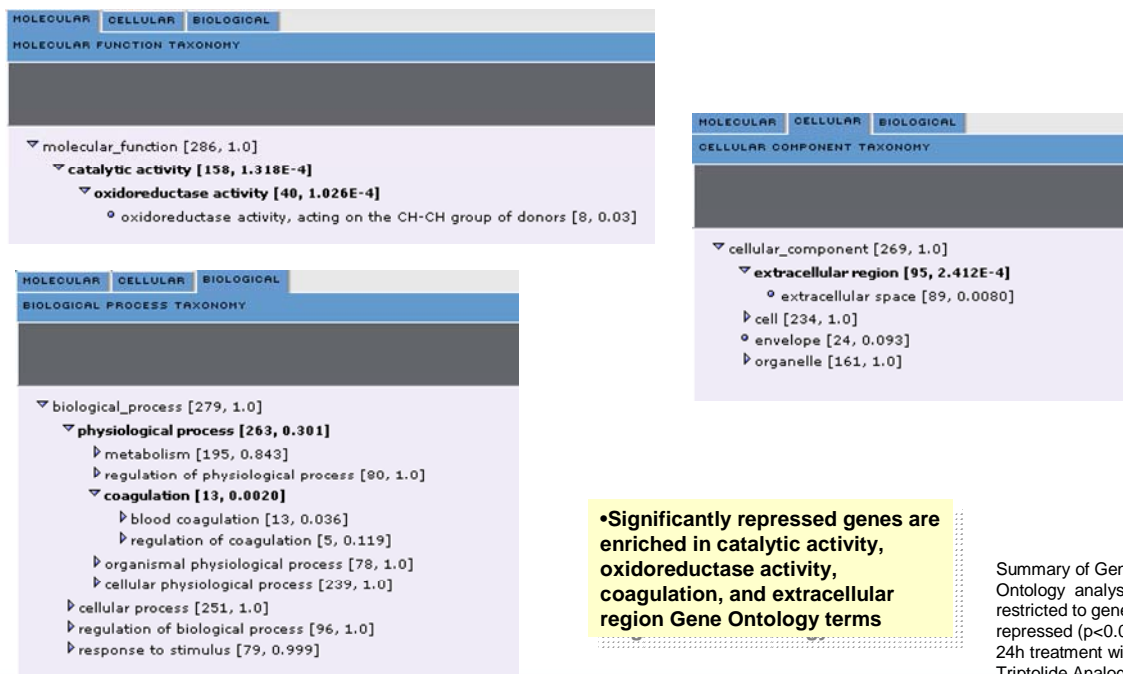 MOLECULAR CELLULAR BIOLOGICAL
MOLECULAR FUNCTION TAXONOMY
molecular_function [286, 1.0]
catalytic activity [158, 1.318E-4]
oxidoreductase activity [40, 1.026E-4]
oxidoreductase activity, acting on the CH-CH group of donors [8, 0.03]
MOLECULAR CELLULAR BIOLOGICAL
CELLULAR COMPONENT TAXONOMY
cellular_component [269, 1.0]
extracellular region [95, 2.412E-4]
extracellular space [89, 0.0080]
cell [234, 1.0]
envelope [24, 0.093]
organelle [161, 1.0]
MOLECULAR CELLULAR BIOLOGICAL
BIOLOGICAL PROCESS TAXONOMY
biological_process [279, 1.0]
physiological process [263, 0.301]
metabolism [195, 0.843]
regulation of physiological process [80, 1.0]
coagulation [13, 0.0020]
blood coagulation [13, 0.036]
regulation of coagulation [5, 0.119]
organismal physiological process [78, 1.0]
cellular physiological process [239, 1.0]
cellular process [251, 1.0]
regulation of biological process [96, 1.0]
response to stimulus [79, 0.999]
•Significantly repressed genes are
enriched in catalytic activity,
oxidoreductase activity,
coagulation, and extracellular
region Gene Ontology terms
Summary of Gen
Ontology analys
restricted to gene
repressed (p<0.0
24h treatment wi
Triptolide Analog